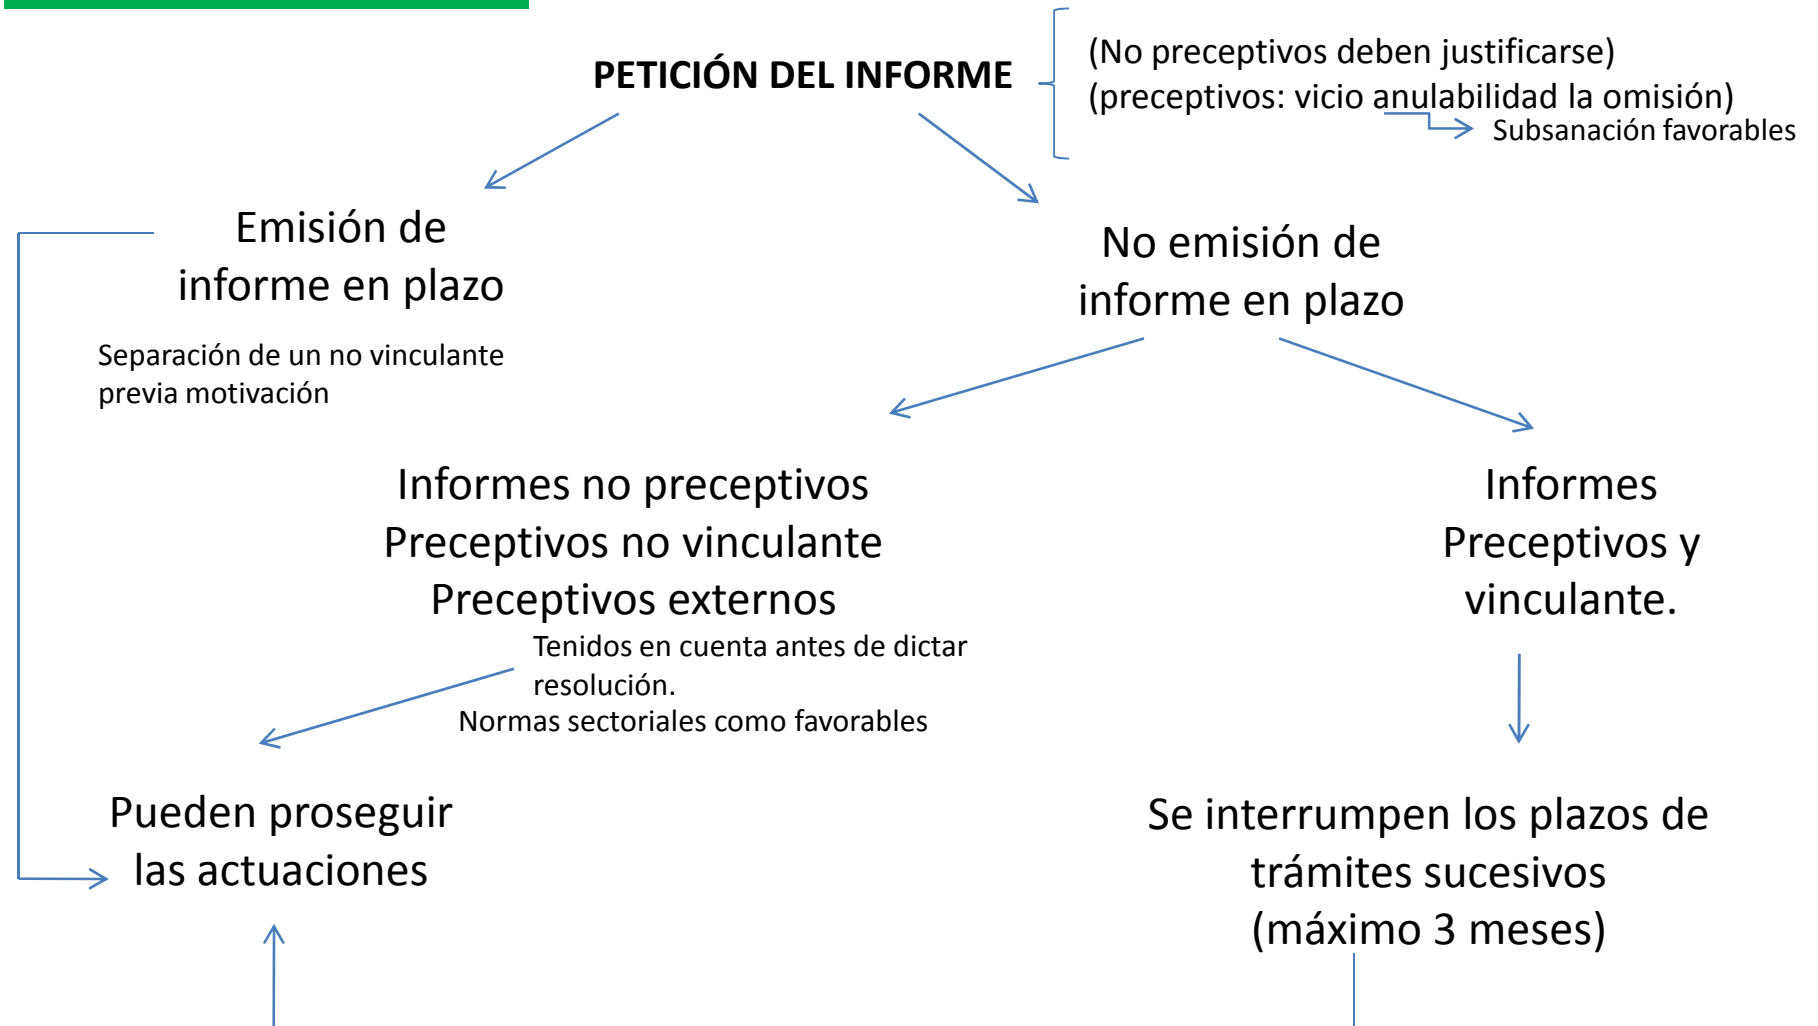 PETICIÓN DEL INFORME
(No preceptivos deben justificarse)
(preceptivos: vicio anulabilidad la omisión)
Subsanación favorables
Emisión de
informe en plazo
No emisión de
informe en plazo
Separación de un no vinculante
previa motivación
Informes no preceptivos
Preceptivos no vinculante
Preceptivos externos
Informes
Preceptivos y
vinculante.
Tenidos en cuenta antes de dictar
resolución.
Normas sectoriales como favorables
Pueden proseguir
las actuaciones
Se interrumpen los plazos de
trámites sucesivos
(máximo 3 meses)